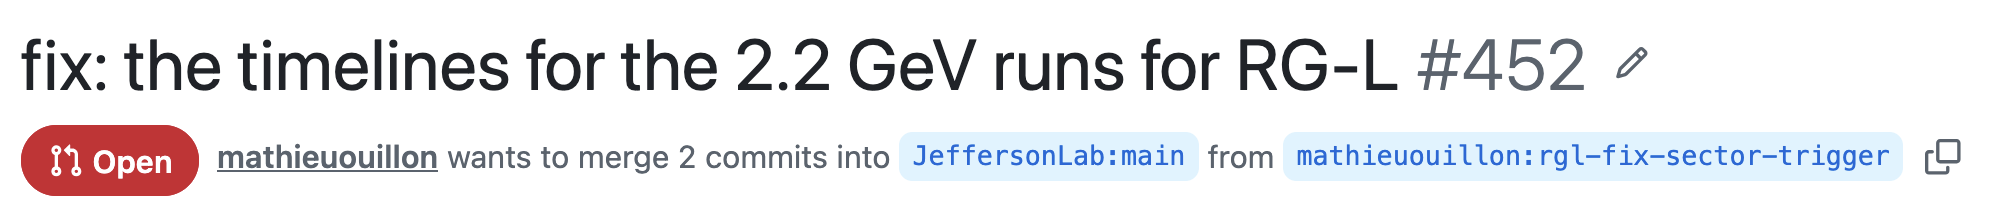 fix: the timelines for the 2.2 GeV runs for RG-L #452
Open mathieuouillon wants to merge 2 commits into JeffersonLab:main from mathieuouillon:rgl-fix-sector-trigger